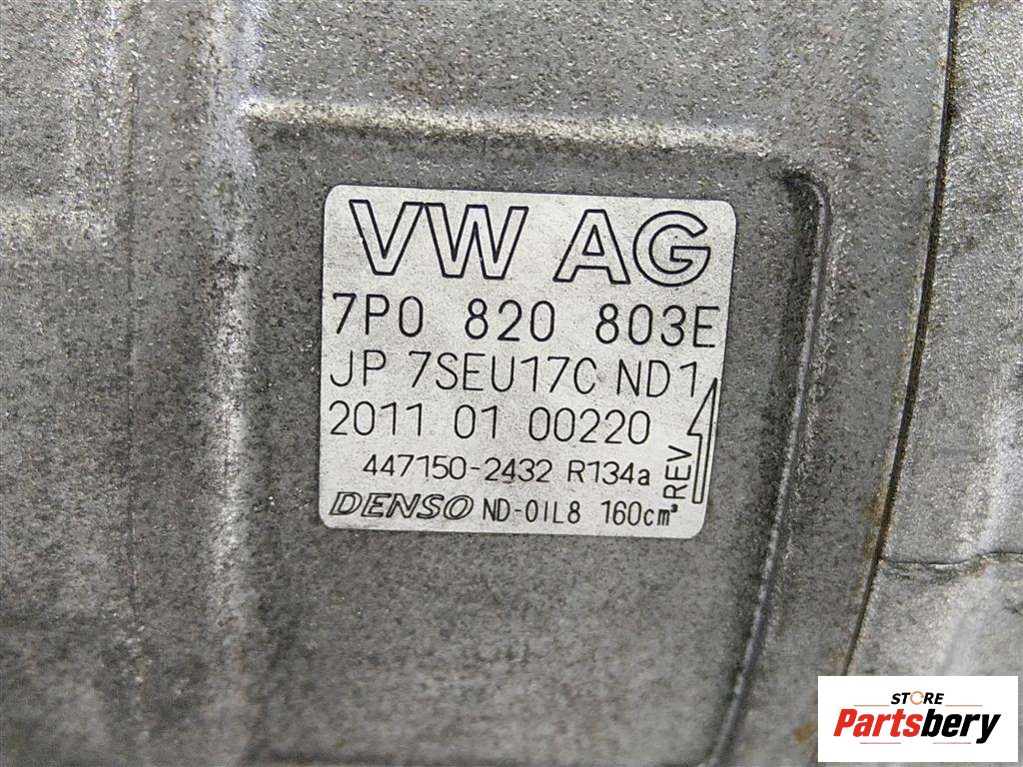 VW AG
7P0 820 803E
JP 7SEU17C ND1
2011 01 00220
447150-2432 R134a
REV
DENSO ND-OIL8 160cm³
STORE
Partsbery